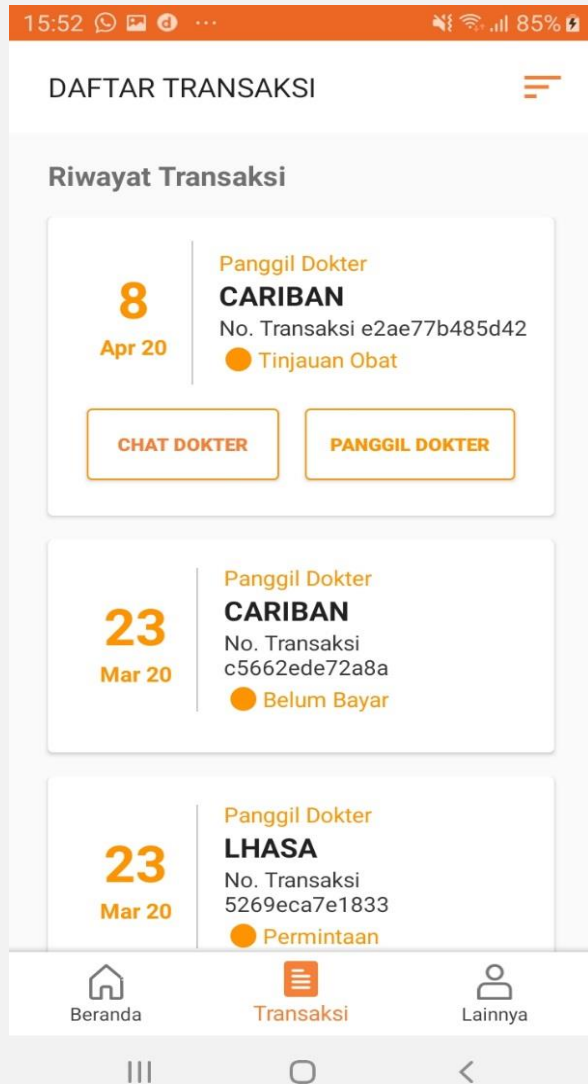 15:52 ... 85%
DAFTAR TRANSAKSI
Riwayat Transaksi
8
Apr 20
Panggil Dokter
CARIBAN
No. Transaksi e2ae77b485d42
Tinjauan Obat
CHAT DOKTER
PANGGIL DOKTER
23
Mar 20
Panggil Dokter
CARIBAN
No. Transaksi
c5662ede72a8a
Belum Bayar
23
Mar 20
Panggil Dokter
LHASA
No. Transaksi
5269eca7e1833
Permintaan
Beranda
Transaksi
Lainnya